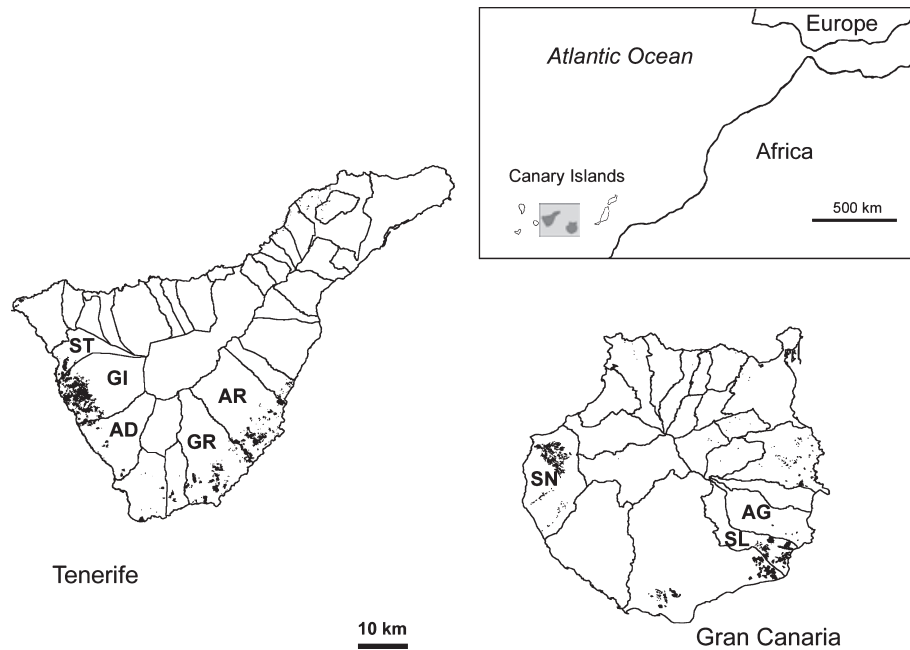 Europe
Atlantic Ocean
Africa
Canary Islands
500 km
ST
GI
AR
AD
GR
SN
AG
SL
Tenerife
10 km
Gran Canaria